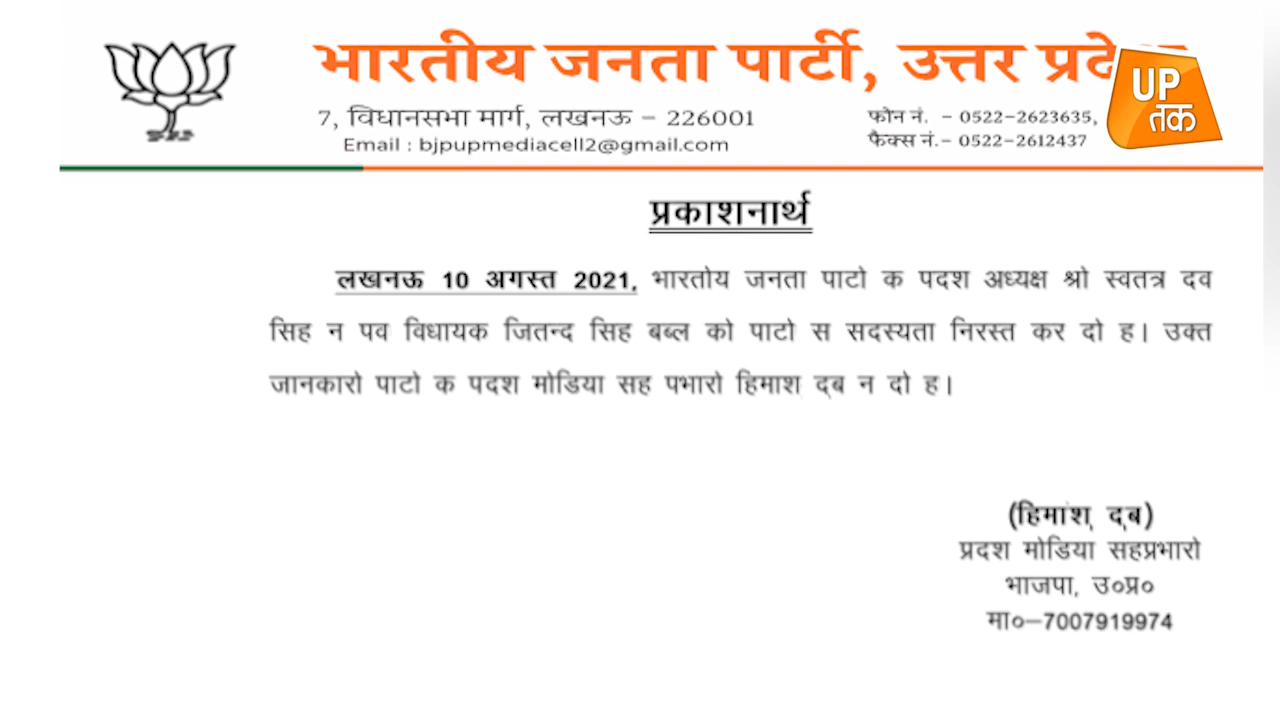 भारतीय जनता पार्टी, उत्तर प्रदे
UP
तक
7, विधानसभा मार्ग, लखनऊ – 226001
फोन नं. - 0522-2623635,
Email : bjpupmediacell2@gmail.com
फैक्स नं.- 0522-2612437
प्रकाशनार्थ
लखनऊ 10 अगस्त 2021, भारतोय जनता पाटो क पदश अध्यक्ष श्रो स्वतत्र दव
सिह न पव विधायक जितन्द सिह बब्ल को पाटो स सदस्यता निरस्त कर दो ह। उक्त
जानकारो पाटो क पदश मोडिया सह पभारो हिमाश दब न दो ह।
(हिमाश दब)
प्रदश मोडिया सहप्रभारो
भाजपा, उ०प्र०
मा०–7007919974